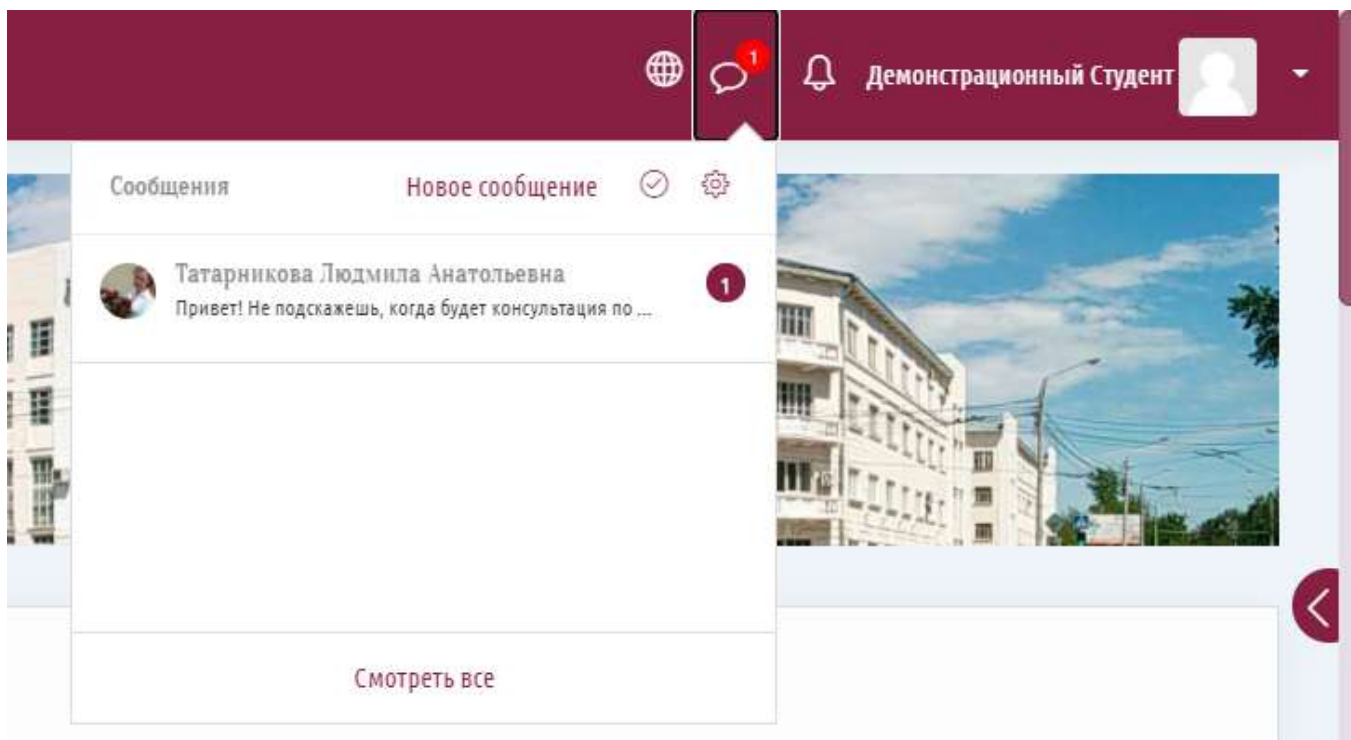 1
Демонстрационный Студент
Сообщения
Новое сообщение
Татарникова Людмила Анатольевна
Привет! Не подскажешь, когда будет консультация по ...
1
Смотреть все